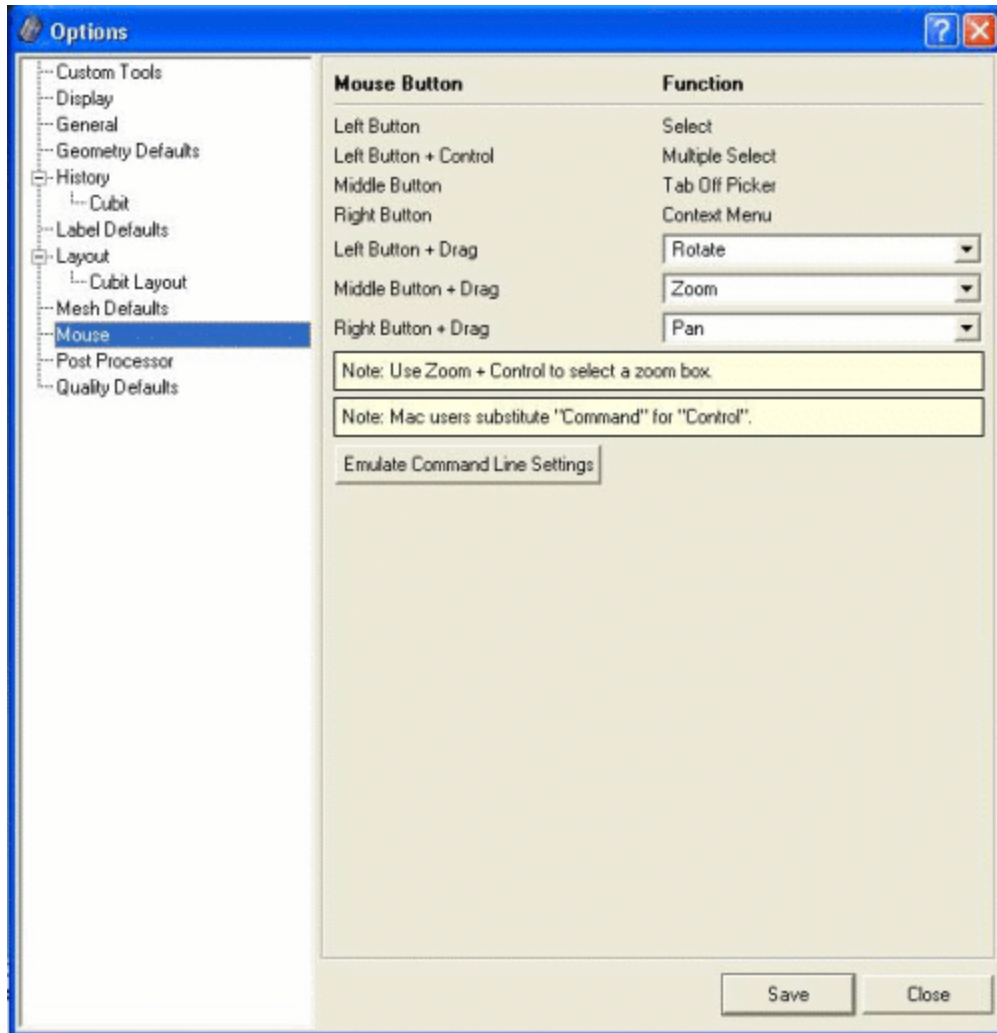 Options
Custom Tools
Display
General
Geometry Defaults
History
Cubit
Label Defaults
Layout
Cubit Layout
Mesh Defaults
Mouse
Post Processor
Quality Defaults
Mouse Button Function
Left Button Select
Left Button + Control Multiple Select
Middle Button Tab Off Picker
Right Button Context Menu
Left Button + Drag Rotate
Middle Button + Drag Zoom
Right Button + Drag Pan
Note: Use Zoom + Control to select a zoom box.
Note: Mac users substitute "Command" for "Control".
Emulate Command Line Settings
Save Close